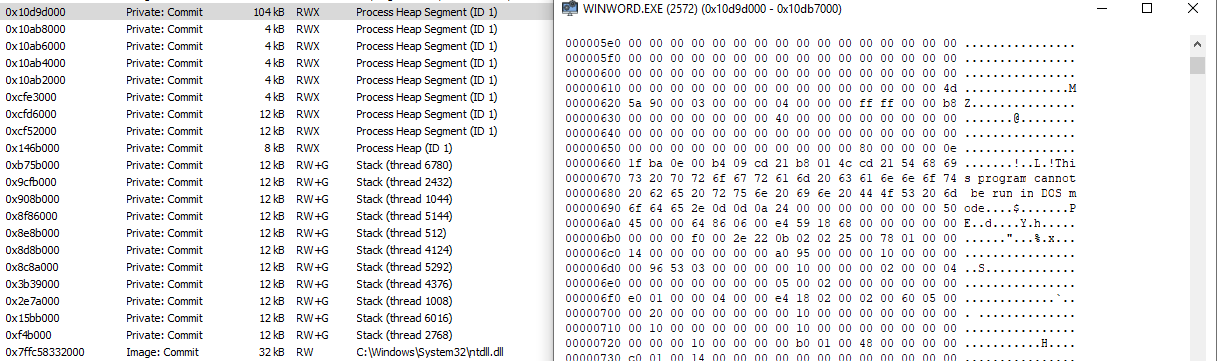 0x10d9d000 Private: Commit 104 kB RWX Process Heap Segment (ID 1)
0x10ab8000 Private: Commit 4 kB RWX Process Heap Segment (ID 1)
0x10ab6000 Private: Commit 4 kB RWX Process Heap Segment (ID 1)
0x10ab4000 Private: Commit 4 kB RWX Process Heap Segment (ID 1)
0x10ab2000 Private: Commit 4 kB RWX Process Heap Segment (ID 1)
0xcfe3000 Private: Commit 4 kB RWX Process Heap Segment (ID 1)
0xcfd6000 Private: Commit 12 kB RWX Process Heap Segment (ID 1)
0xcf52000 Private: Commit 12 kB RWX Process Heap Segment (ID 1)
0x146b000 Private: Commit 8 kB RWX Process Heap (ID 1)
0xb75b000 Private: Commit 12 kB RW+G Stack (thread 6780)
0x9cfb000 Private: Commit 12 kB RW+G Stack (thread 2432)
0x908b000 Private: Commit 12 kB RW+G Stack (thread 1044)
0x8f86000 Private: Commit 12 kB RW+G Stack (thread 5144)
0x8e8b000 Private: Commit 12 kB RW+G Stack (thread 512)
0x8d8b000 Private: Commit 12 kB RW+G Stack (thread 4124)
0x8c8a000 Private: Commit 12 kB RW+G Stack (thread 5292)
0x3b39000 Private: Commit 12 kB RW+G Stack (thread 4376)
0x2e7a000 Private: Commit 12 kB RW+G Stack (thread 1008)
0x15bb000 Private: Commit 12 kB RW+G Stack (thread 6016)
0xf4b000 Private: Commit 12 kB RW+G Stack (thread 2768)
0x7ffc58332000 Image: Commit 32 kB RW C:\Windows\System32\ntdll.dll
WINWORD.EXE (2572) (0x10d9d000 - 0x10db7000)
000005e0 00 00 00 00 00 00 00 00 00 00 00 00 00 00 00 00 ................
000005f0 00 00 00 00 00 00 00 00 00 00 00 00 00 00 00 00 ................
00000600 00 00 00 00 00 00 00 00 00 00 00 00 00 00 00 00 ................
00000610 00 00 00 00 00 00 00 00 00 00 00 00 00 00 00 4d ...............M
00000620 5a 90 00 03 00 00 00 04 00 00 00 ff ff 00 00 b8 Z...............
00000630 00 00 00 00 00 00 00 40 00 00 00 00 00 00 00 00 .......@........
00000640 00 00 00 00 00 00 00 00 00 00 00 00 00 00 00 00 ................
00000650 00 00 00 00 00 00 00 00 00 00 00 80 00 00 00 0e ................
00000660 1f ba 0e 00 b4 09 cd 21 b8 01 4c cd 21 54 68 69 .......!..L.!Thi
00000670 73 20 70 72 6f 67 72 61 6d 20 63 61 6e 6e 6f 74 s program cannot
00000680 20 62 65 20 72 75 6e 20 69 6e 20 44 4f 53 20 6d be run in DOS m
00000690 6f 64 65 2e 0d 0d 0a 24 00 00 00 00 00 00 00 50 ode....$.......P
000006a0 45 00 00 64 86 06 00 e4 59 18 68 00 00 00 00 00 E..d....Y.h.....
000006b0 00 00 00 f0 00 2e 22 0b 02 02 25 00 78 01 00 00 ......"...%.x...
000006c0 14 00 00 00 00 00 00 a0 95 00 00 00 10 00 00 00 ................
000006d0 00 96 53 03 00 00 00 00 10 00 00 00 02 00 00 04 ..S.............
000006e0 00 00 00 00 00 00 00 05 00 02 00 00 00 00 00 00 ................
000006f0 e0 01 00 00 04 00 00 e4 18 02 00 02 00 60 05 00 .............`..
00000700 00 20 00 00 00 00 00 00 10 00 00 00 00 00 00 00 . ..............
00000710 00 10 00 00 00 00 00 00 10 00 00 00 00 00 00 00 ................
00000720 00 00 00 10 00 00 00 00 00 b0 01 00 48 00 00 00 ............H...
00000730 c0 01 00 14 00 00 00 00 00 00 00 00 00 00 00 00